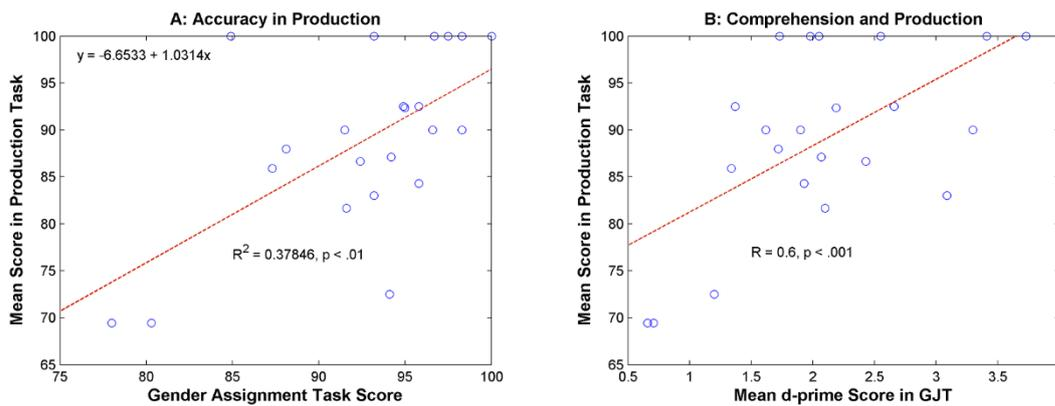 A: Accuracy in Production
y = -6.6533 + 1.0314x
R² = 0.37846, p < .01
Mean Score in Production Task
100
95
90
85
80
75
70
65
75 80 85 90 95 100
Gender Assignment Task Score
B: Comprehension and Production
R = 0.6, p < .001
Mean Score in Production Task
100
95
90
85
80
75
70
65
0.5 1 1.5 2 2.5 3 3.5
Mean d-prime Score in GJT